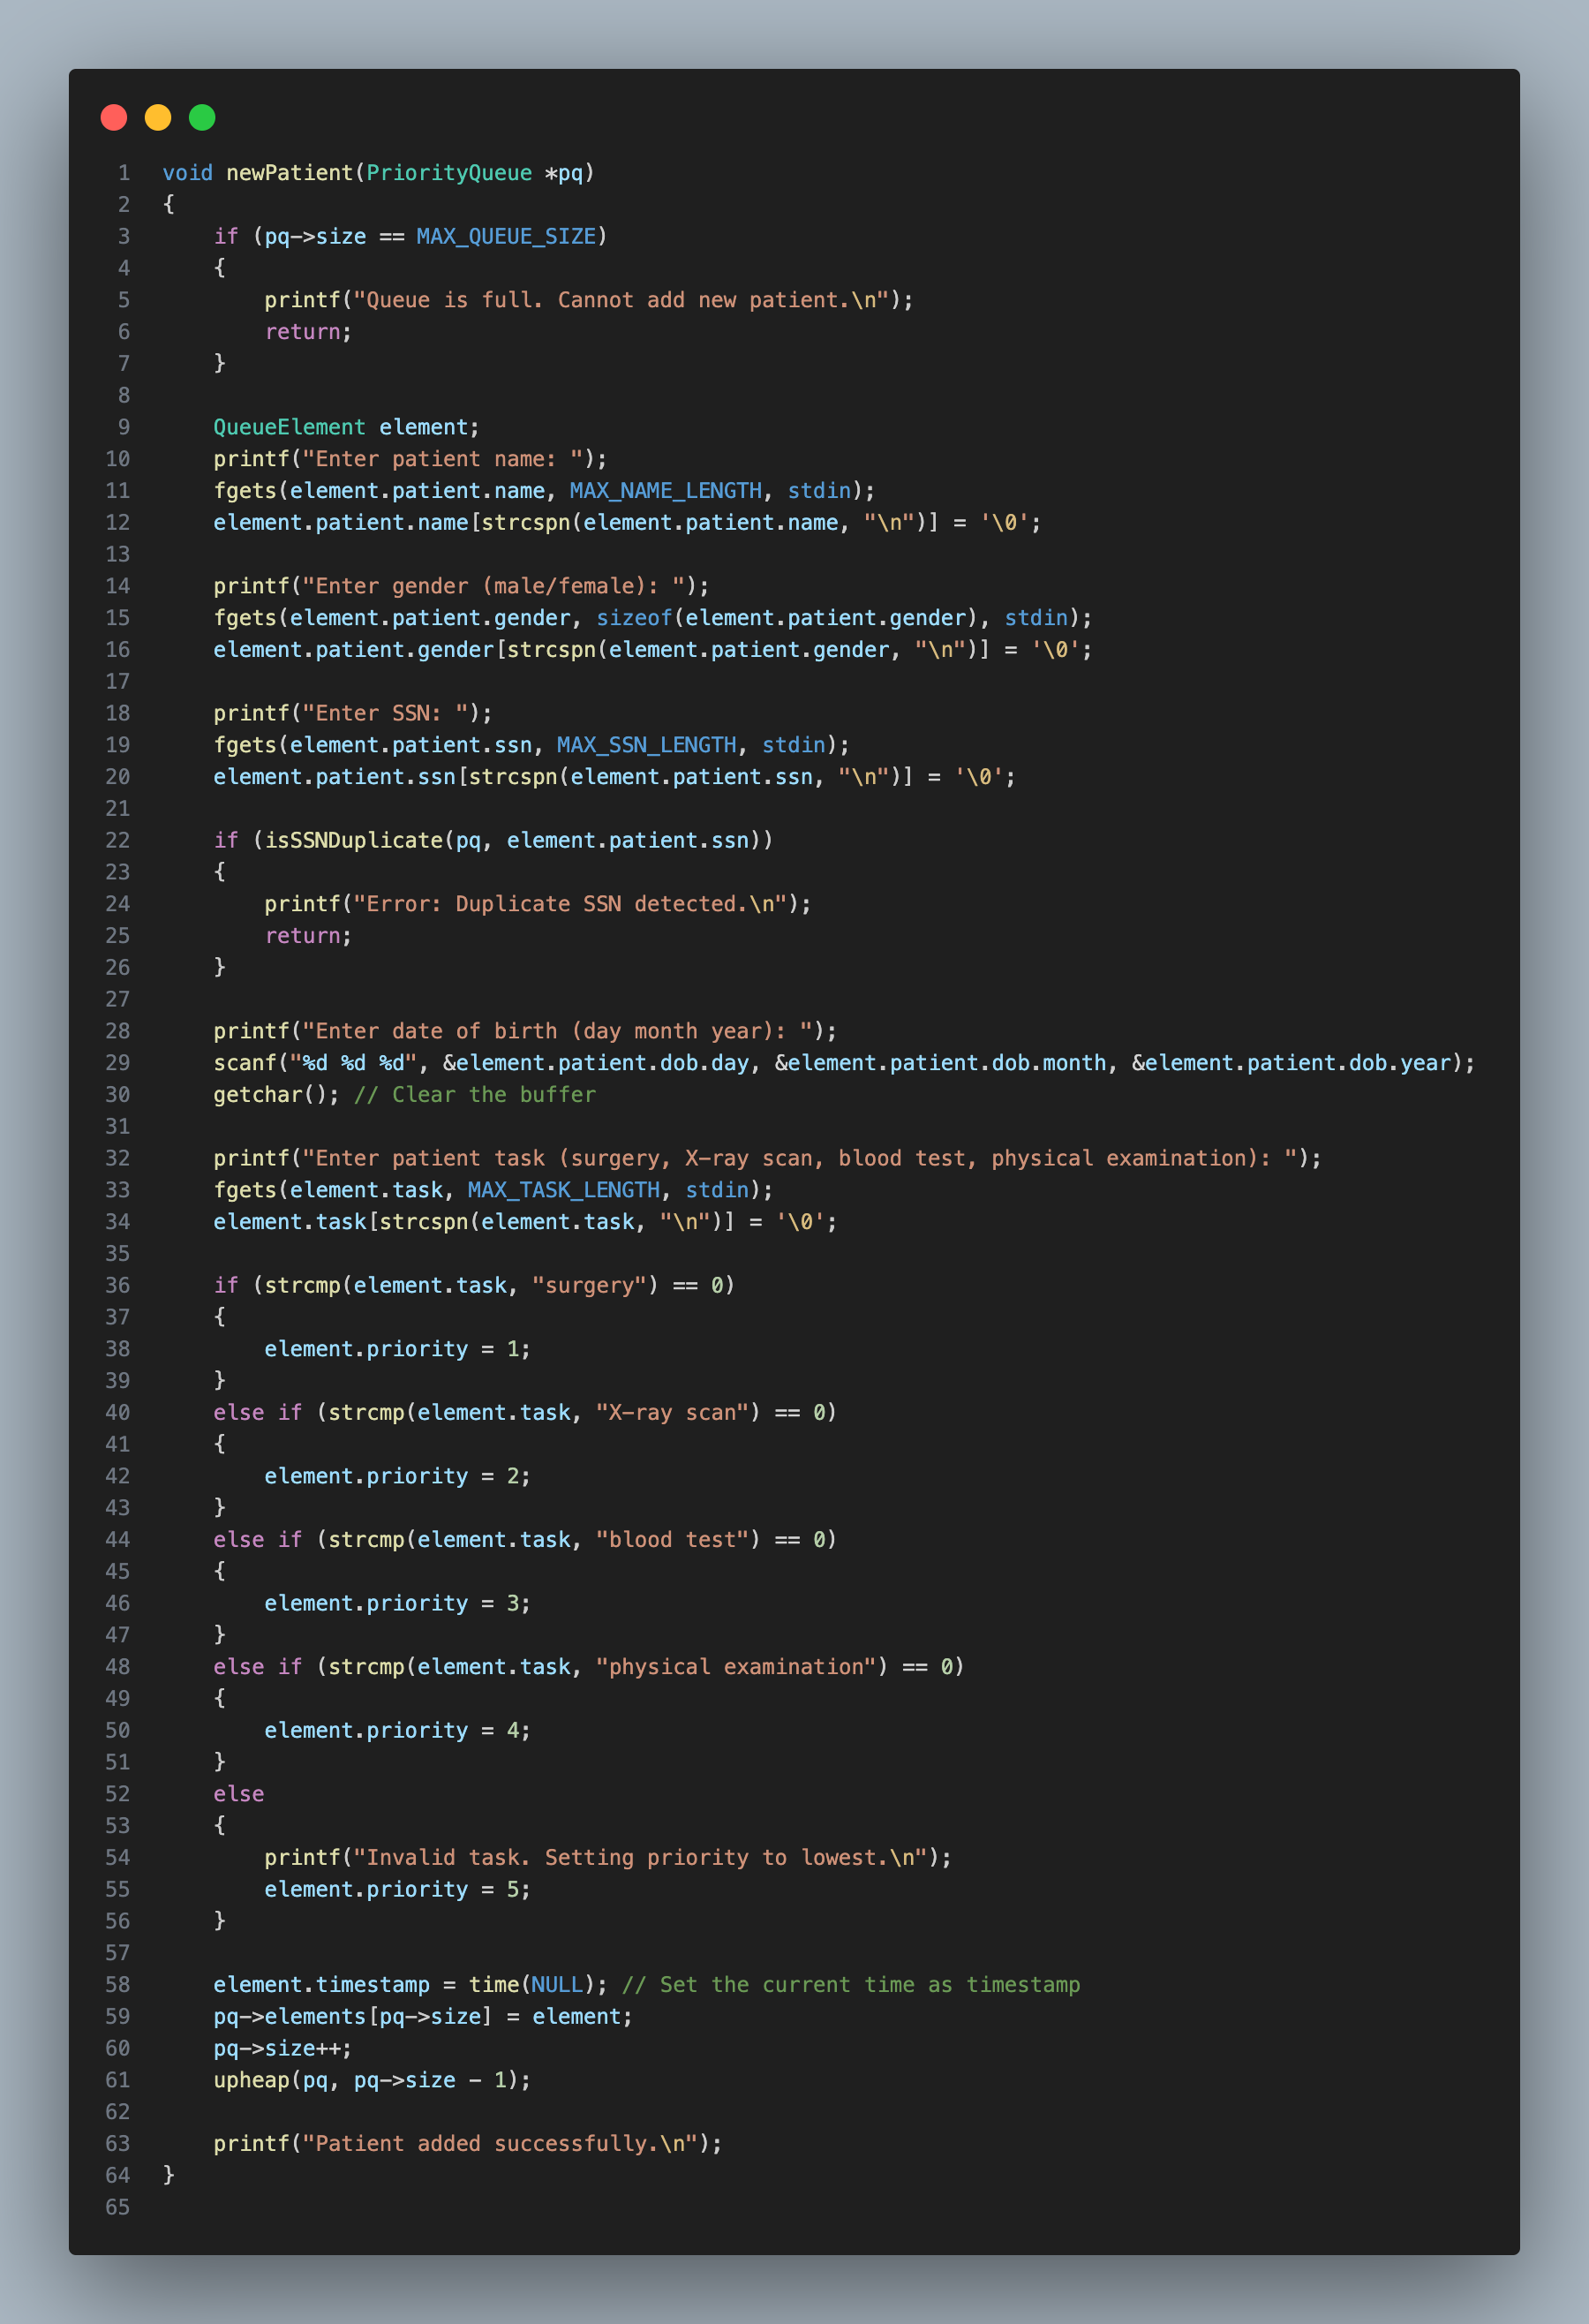 1 void newPatient(PriorityQueue *pq)
2 {
3     if (pq->size == MAX_QUEUE_SIZE)
4     {
5         printf("Queue is full. Cannot add new patient.\n");
6         return;
7     }
8
9     QueueElement element;
10     printf("Enter patient name: ");
11     fgets(element.patient.name, MAX_NAME_LENGTH, stdin);
12     element.patient.name[strcspn(element.patient.name, "\n")] = '\0';
13
14     printf("Enter gender (male/female): ");
15     fgets(element.patient.gender, sizeof(element.patient.gender), stdin);
16     element.patient.gender[strcspn(element.patient.gender, "\n")] = '\0';
17
18     printf("Enter SSN: ");
19     fgets(element.patient.ssn, MAX_SSN_LENGTH, stdin);
20     element.patient.ssn[strcspn(element.patient.ssn, "\n")] = '\0';
21
22     if (isSSNDuplicate(pq, element.patient.ssn))
23     {
24         printf("Error: Duplicate SSN detected.\n");
25         return;
26     }
27
28     printf("Enter date of birth (day month year): ");
29     scanf("%d %d %d", &element.patient.dob.day, &element.patient.dob.month, &element.patient.dob.year);
30     getchar(); // Clear the buffer
31
32     printf("Enter patient task (surgery, X-ray scan, blood test, physical examination): ");
33     fgets(element.task, MAX_TASK_LENGTH, stdin);
34     element.task[strcspn(element.task, "\n")] = '\0';
35
36     if (strcmp(element.task, "surgery") == 0)
37     {
38         element.priority = 1;
39     }
40     else if (strcmp(element.task, "X-ray scan") == 0)
41     {
42         element.priority = 2;
43     }
44     else if (strcmp(element.task, "blood test") == 0)
45     {
46         element.priority = 3;
47     }
48     else if (strcmp(element.task, "physical examination") == 0)
49     {
50         element.priority = 4;
51     }
52     else
53     {
54         printf("Invalid task. Setting priority to lowest.\n");
55         element.priority = 5;
56     }
57
58     element.timestamp = time(NULL); // Set the current time as timestamp
59     pq->elements[pq->size] = element;
60     pq->size++;
61     upheap(pq, pq->size - 1);
62
63     printf("Patient added successfully.\n");
64 }
65